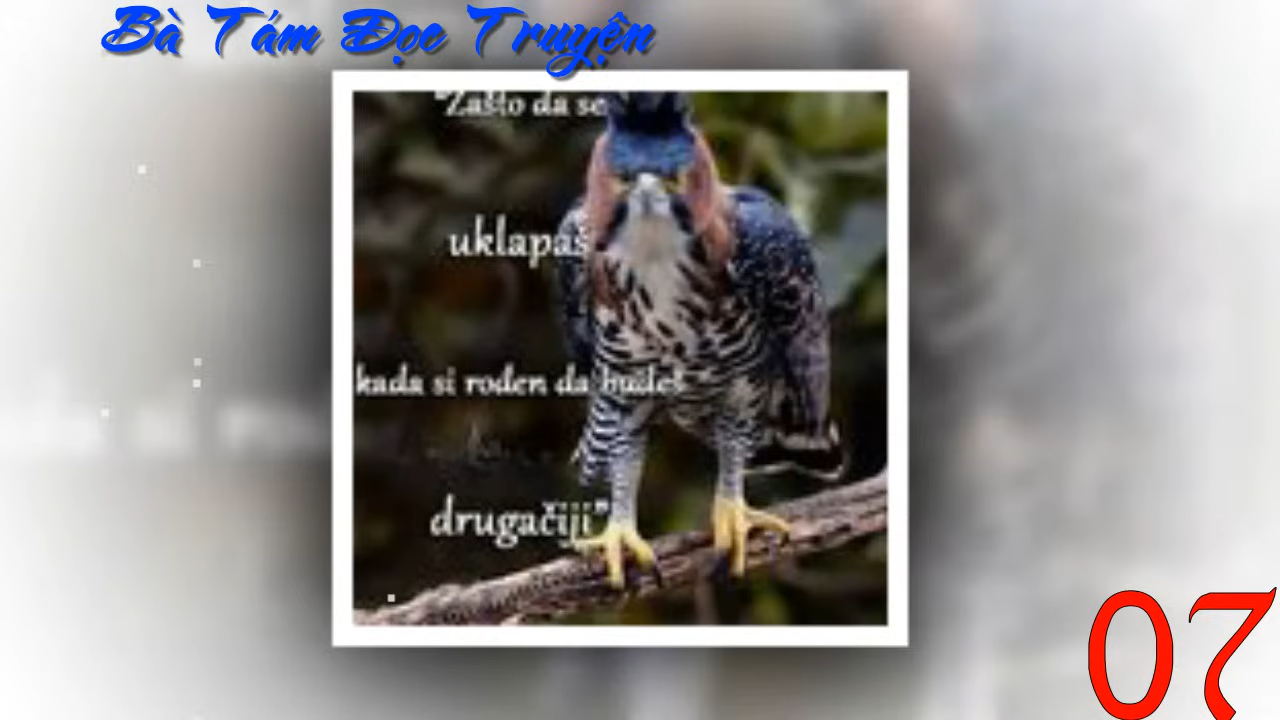 Bà Tám Đọc Truyện
"Zašto da se
uklapaš
kada si rođen da budeš
drugačiji"
07